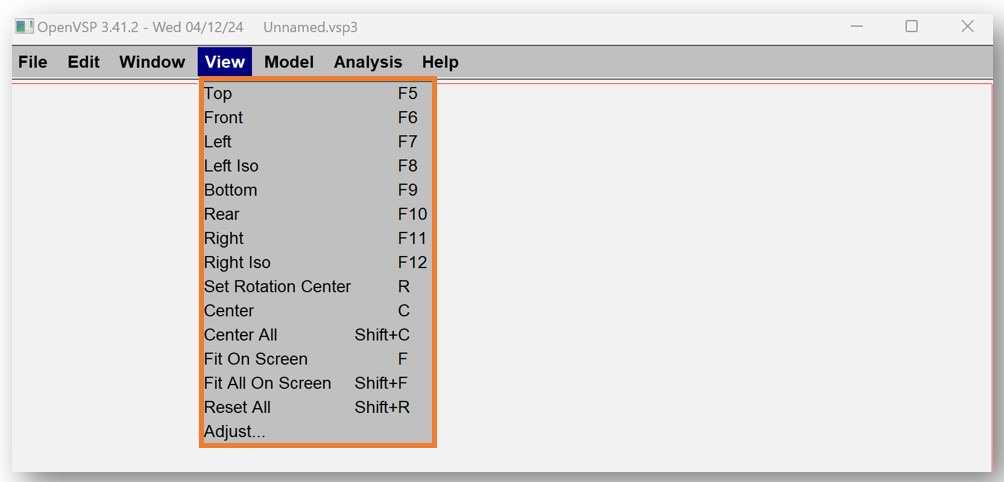 OpenVSP 3.41.2 - Wed 04/12/24 Unnamed.vsp3
File Edit Window View Model Analysis Help
Top F5
Front F6
Left F7
Left Iso F8
Bottom F9
Rear F10
Right F11
Right Iso F12
Set Rotation Center R
Center C
Center All Shift+C
Fit On Screen F
Fit All On Screen Shift+F
Reset All Shift+R
Adjust...